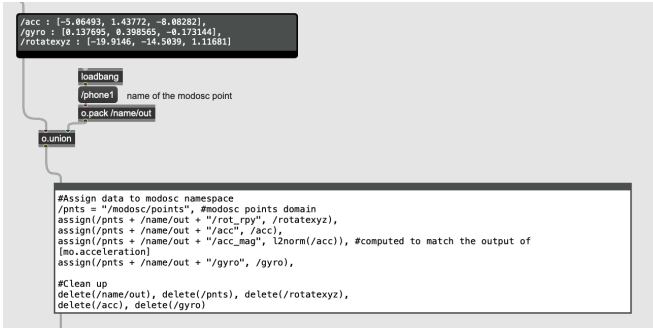 /acc : [-5.06493, 1.43772, -8.08282],
/gyro : [0.137695, 0.398565, -0.173144],
/rotatexyz : [-19.9146, -14.5039, 1.11681]
loadbang
/phone1 name of the modosc point
o.pack /name/out
o.union
#Assign data to modosc namespace
/pnts = "/modosc/points", #modosc points domain
assign(/pnts + /name/out + "/rot_rpy", /rotatexyz),
assign(/pnts + /name/out + "/acc", /acc),
assign(/pnts + /name/out + "/acc_mag", l2norm(/acc)), #computed to match the output of
[mo.acceleration]
assign(/pnts + /name/out + "/gyro", /gyro),
#Clean up
delete(/name/out), delete(/pnts), delete(/rotatexyz),
delete(/acc), delete(/gyro)